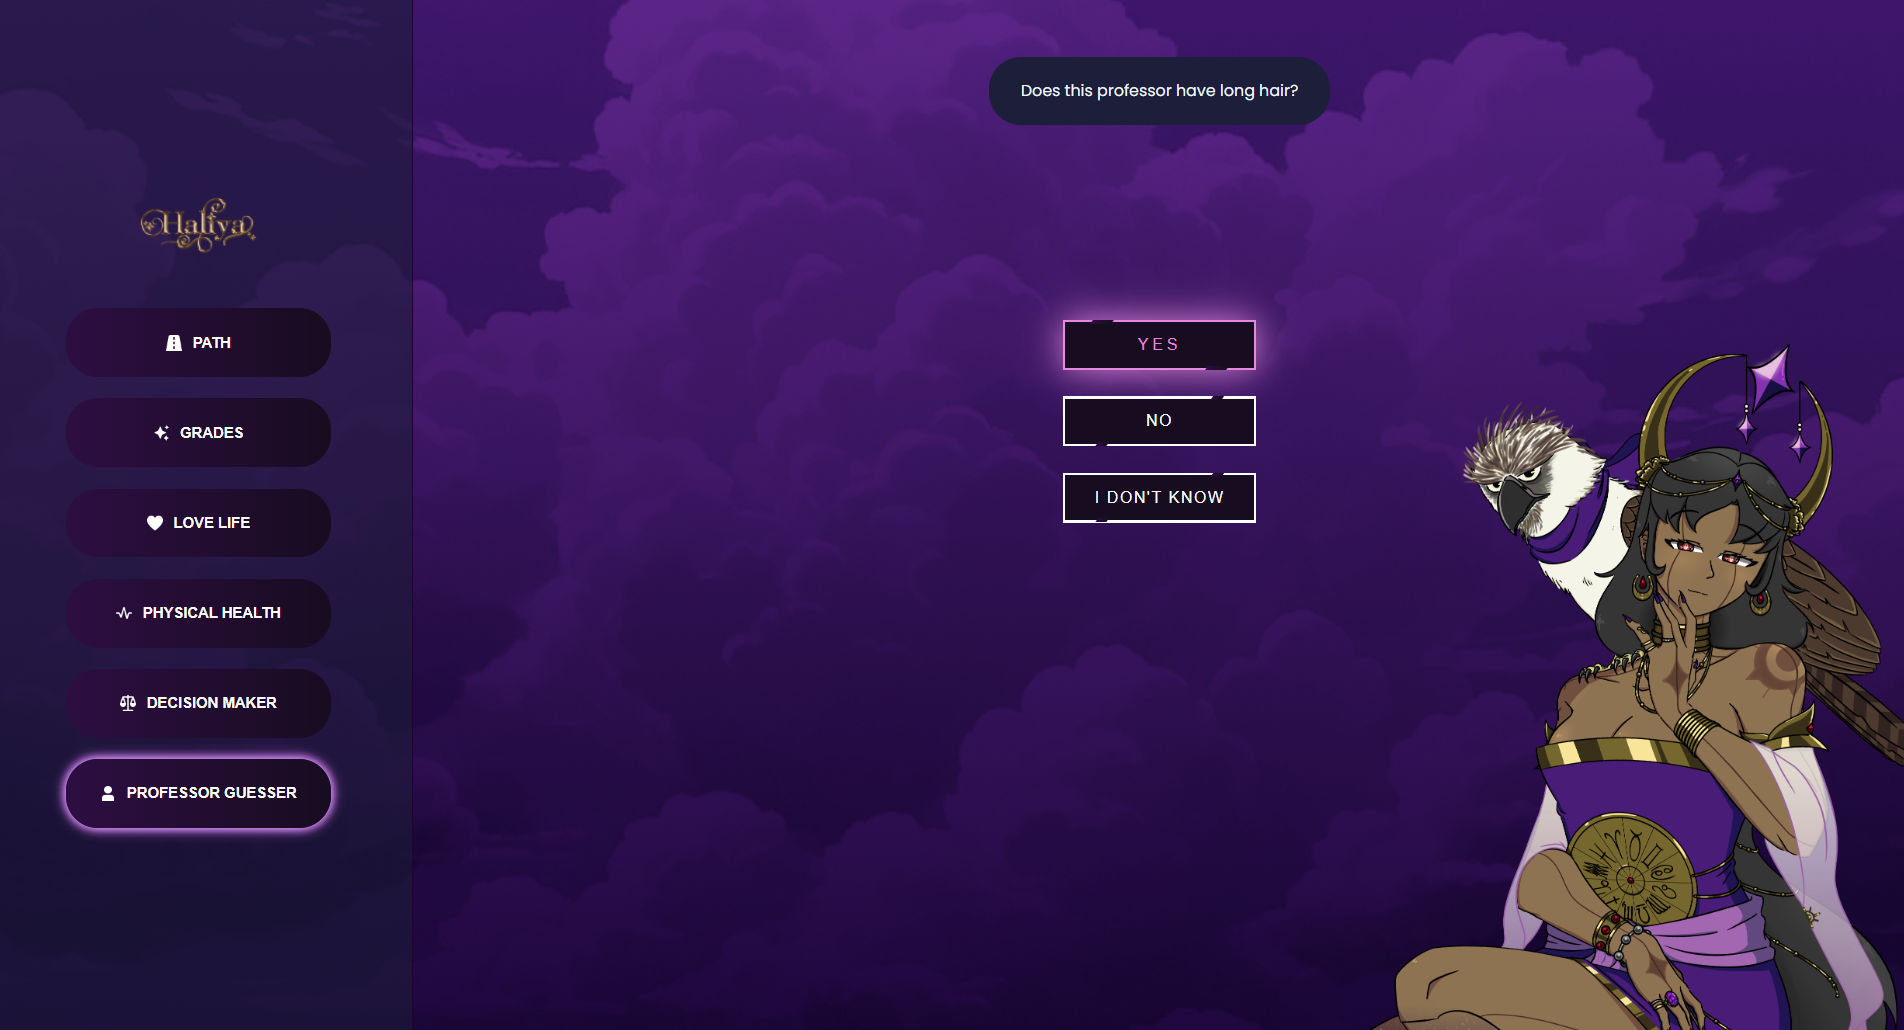 Haliya
PATH
GRADES
LOVE LIFE
PHYSICAL HEALTH
DECISION MAKER
PROFESSOR GUESSER
Does this professor have long hair?
YES
NO
I DON'T KNOW